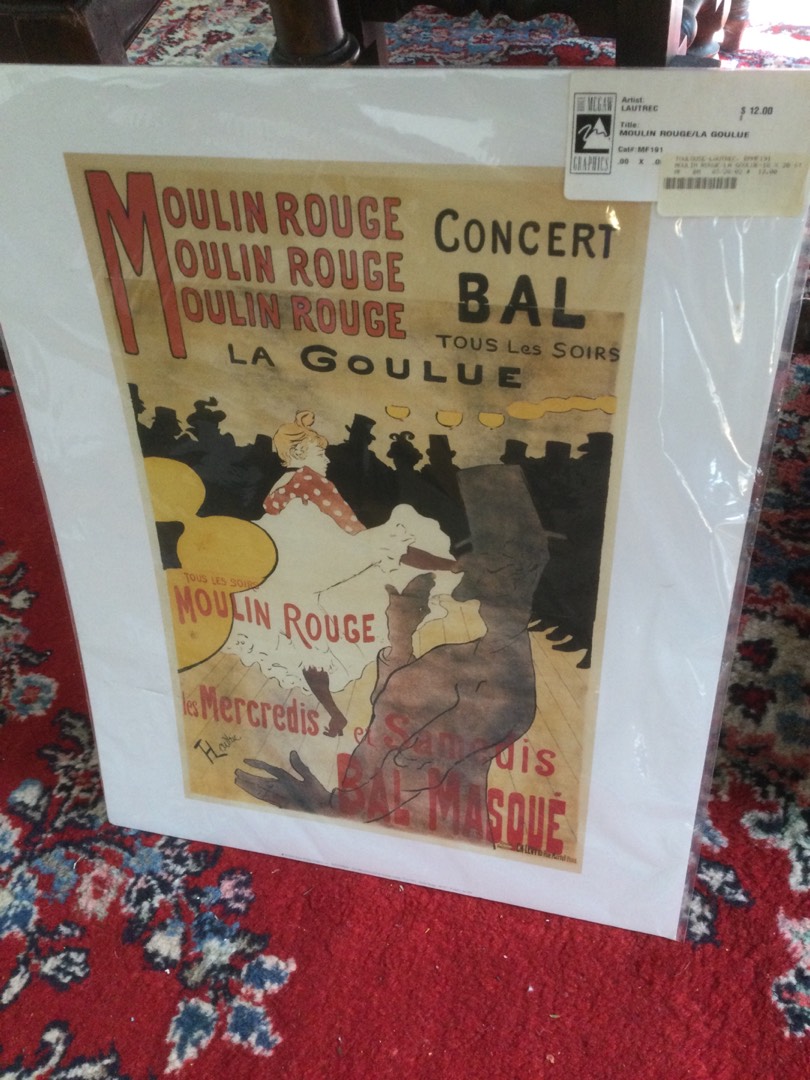 Artist:
LAUTREC
$ 12.00
Title:
MOULIN ROUGE/LA GOULUE
Cat# MF191
MCGAW
GRAPHICS
.00 X
MOULIN ROUGE
MOULIN ROUGE
MOULIN ROUGE
CONCERT
BAL
TOUS LES SOIRS
LA GOULUE
TOUS LES SOIRS
MOULIN ROUGE
les Mercredis
et Samedis
BAL MASQUÉ